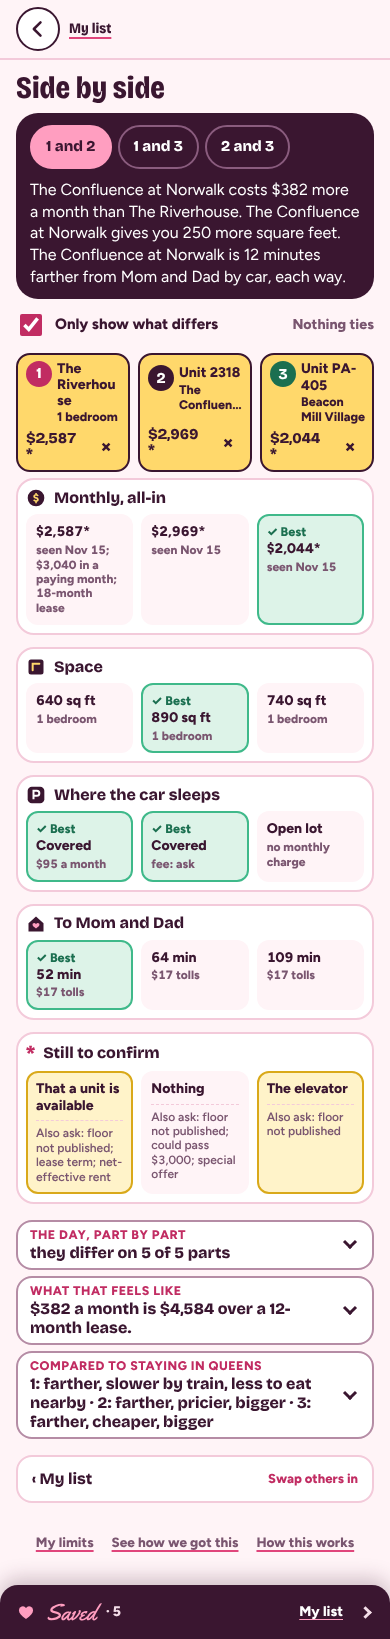 My list
Side by side
1 and 2
1 and 3
2 and 3
The Confluence at Norwalk costs $382 more
a month than The Riverhouse. The Confluence
at Norwalk gives you 250 more square feet.
The Confluence at Norwalk is 12 minutes
farther from Mom and Dad by car, each way.
Only show what differs
Nothing ties
1
The
Riverhou
se
1 bedroom
$2,587
*
×
2
Unit 2318
The
Confluen...
$2,969
*
×
3
Unit PA-
405
Beacon
Mill Village
$2,044
*
×
$ Monthly, all-in
$2,587*
seen Nov 15;
$3,040 in a
paying month;
18-month
lease
$2,969*
seen Nov 15
✓ Best
$2,044*
seen Nov 15
Space
640 sq ft
1 bedroom
✓ Best
890 sq ft
1 bedroom
740 sq ft
1 bedroom
P Where the car sleeps
✓ Best
Covered
$95 a month
✓ Best
Covered
fee: ask
Open lot
no monthly
charge
To Mom and Dad
✓ Best
52 min
$17 tolls
64 min
$17 tolls
109 min
$17 tolls
* Still to confirm
That a unit is
available
Also ask: floor
not published;
lease term; net-
effective rent
Nothing
Also ask: floor
not published;
could pass
$3,000; special
offer
The elevator
Also ask: floor
not published
THE DAY, PART BY PART
they differ on 5 of 5 parts
WHAT THAT FEELS LIKE
$382 a month is $4,584 over a 12-
month lease.
COMPARED TO STAYING IN QUEENS
1: farther, slower by train, less to eat
nearby · 2: farther, pricier, bigger · 3:
farther, cheaper, bigger
‹ My list
Swap others in
My limits
See how we got this
How this works
Saved · 5
My list